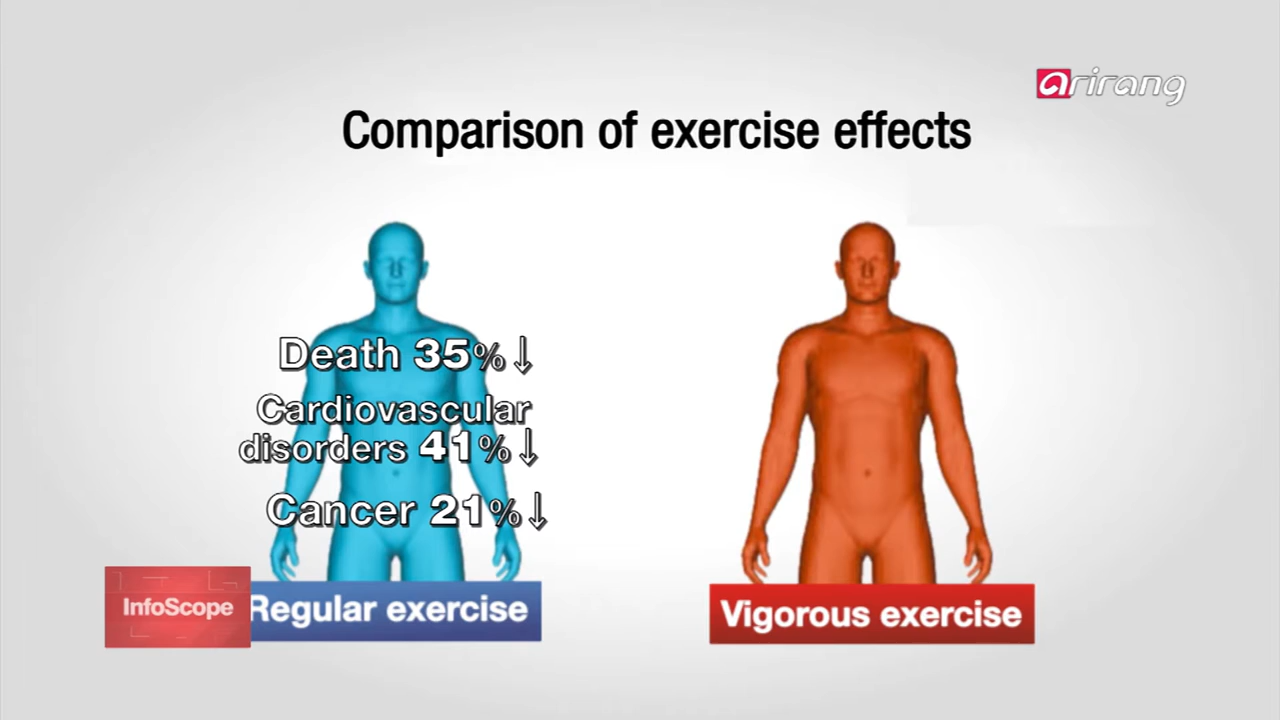 arirang
Comparison of exercise effects
Death 35%↓
Cardiovascular
disorders 41%↓
Cancer 21%↓
InfoScope
Regular exercise
Vigorous exercise